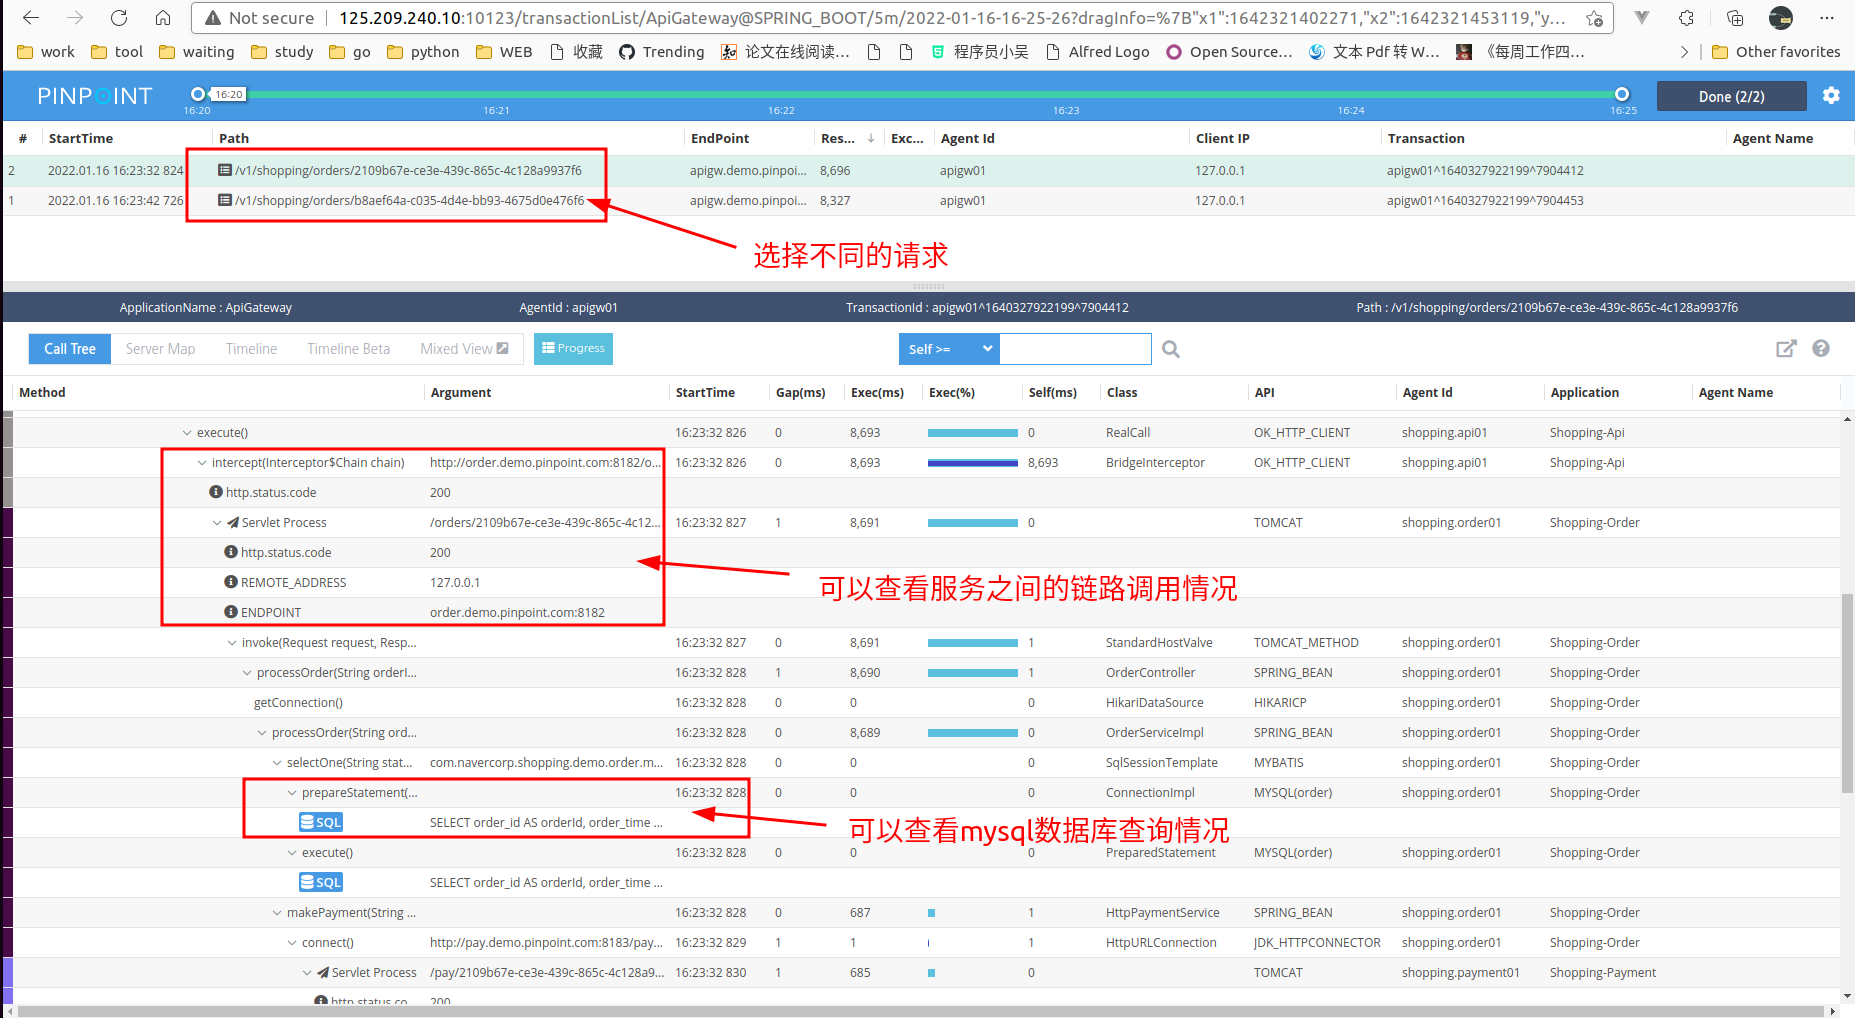 Not secure 125.209.240.10:10123/transactionList/ApiGateway@SPRING_BOOT/5m/2022-01-16-16-25-26?dragInfo=%7B"x1":1642321402271,"x2":1642321453119,"y...
work tool waiting study go python WEB 收藏 Trending 论文在线阅读... 程序员小吴 Alfred Logo Open Source... 文本 Pdf 转 W... 《每周工作四... Other favorites
PINPOINT 16:20 Done (2/2)
16:20 16:21 16:22 16:23 16:24 16:25
# StartTime Path EndPoint Res... Exc... Agent Id Client IP Transaction Agent Name
2 2022.01.16 16:23:32 824 /v1/shopping/orders/2109b67e-ce3e-439c-865c-4c128a9937f6 apigw.demo.pinpoi... 8,696 apigw01 127.0.0.1 apigw01^1640327922199^7904412
1 2022.01.16 16:23:42 726 /v1/shopping/orders/b8aef64a-c035-4d4e-bb93-4675d0e476f6 apigw.demo.pinpoi... 8,327 apigw01 127.0.0.1 apigw01^1640327922199^7904453
选择不同的请求
ApplicationName : ApiGateway AgentId : apigw01 TransactionId : apigw01^1640327922199^7904412 Path : /v1/shopping/orders/2109b67e-ce3e-439c-865c-4c128a9937f6
Call Tree Server Map Timeline Timeline Beta Mixed View Progress Self >=
Method Argument StartTime Gap(ms) Exec(ms) Exec(%) Self(ms) Class API Agent Id Application Agent Name
execute() 16:23:32 826 0 8,693 0 RealCall OK_HTTP_CLIENT shopping.api01 Shopping-Api
intercept(Interceptor$Chain chain) http://order.demo.pinpoint.com:8182/o... 16:23:32 826 0 8,693 8,693 BridgeInterceptor OK_HTTP_CLIENT shopping.api01 Shopping-Api
http.status.code 200
Servlet Process /orders/2109b67e-ce3e-439c-865c-4c12... 16:23:32 827 1 8,691 0 TOMCAT shopping.order01 Shopping-Order
http.status.code 200
REMOTE_ADDRESS 127.0.0.1
可以查看服务之间的链路调用情况
ENDPOINT order.demo.pinpoint.com:8182
invoke(Request request, Resp... 16:23:32 827 0 8,691 1 StandardHostValve TOMCAT_METHOD shopping.order01 Shopping-Order
processOrder(String orderI... 16:23:32 828 1 8,690 1 OrderController SPRING_BEAN shopping.order01 Shopping-Order
getConnection() 16:23:32 828 0 0 0 HikariDataSource HIKARICP shopping.order01 Shopping-Order
processOrder(String ord... 16:23:32 828 0 8,689 0 OrderServiceImpl SPRING_BEAN shopping.order01 Shopping-Order
selectOne(String stat... com.navercorp.shopping.demo.order.m... 16:23:32 828 0 0 0 SqlSessionTemplate MYBATIS shopping.order01 Shopping-Order
prepareStatement(... 16:23:32 828 0 0 0 ConnectionImpl MYSQL(order) shopping.order01 Shopping-Order
SQL SELECT order_id AS orderId, order_time ...
可以查看mysql数据库查询情况
execute() 16:23:32 828 0 0 0 PreparedStatement MYSQL(order) shopping.order01 Shopping-Order
SQL SELECT order_id AS orderId, order_time ...
makePayment(String ... 16:23:32 828 0 687 1 HttpPaymentService SPRING_BEAN shopping.order01 Shopping-Order
connect() http://pay.demo.pinpoint.com:8183/pay... 16:23:32 829 1 1 1 HttpURLConnection JDK_HTTPCONNECTOR shopping.order01 Shopping-Order
Servlet Process /pay/2109b67e-ce3e-439c-865c-4c128a9... 16:23:32 830 1 685 0 TOMCAT shopping.payment01 Shopping-Payment
http.status.co... 200